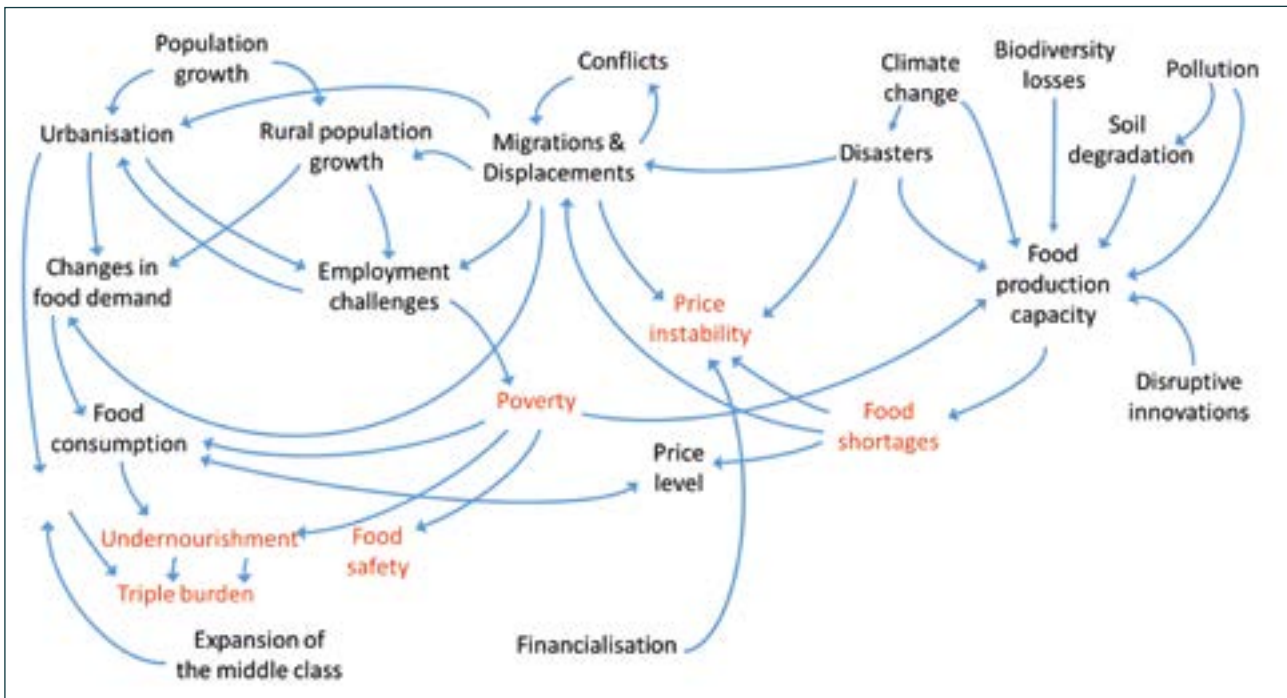 Population
growth
Conflicts
Climate
change
Biodiversity
losses
Pollution
Urbanisation
Rural population
growth
Migrations &
Displacements
Disasters
Soil
degradation
Changes in
food demand
Employment
challenges
Price
instability
Food
production
capacity
Food
consumption
Poverty
Food
shortages
Disruptive
innovations
Price
level
Undernourishment
Food
safety
Triple burden
Expansion of
the middle class
Financialisation